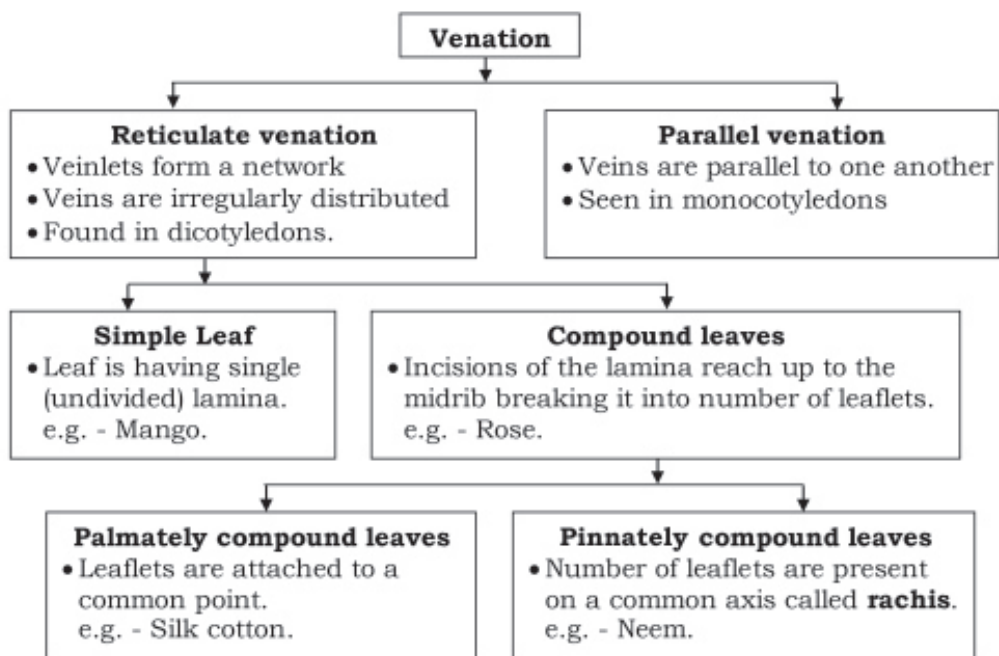 Venation
Reticulate venation
• Veinlets form a network
• Veins are irregularly distributed
• Found in dicotyledons.
Parallel venation
• Veins are parallel to one another
• Seen in monocotyledons
Simple Leaf
• Leaf is having single
(undivided) lamina.
e.g. - Mango.
Compound leaves
• Incisions of the lamina reach up to the
midrib breaking it into number of leaflets.
e.g. - Rose.
Palmately compound leaves
• Leaflets are attached to a
common point.
e.g. - Silk cotton.
Pinnately compound leaves
• Number of leaflets are present
on a common axis called rachis.
e.g. - Neem.